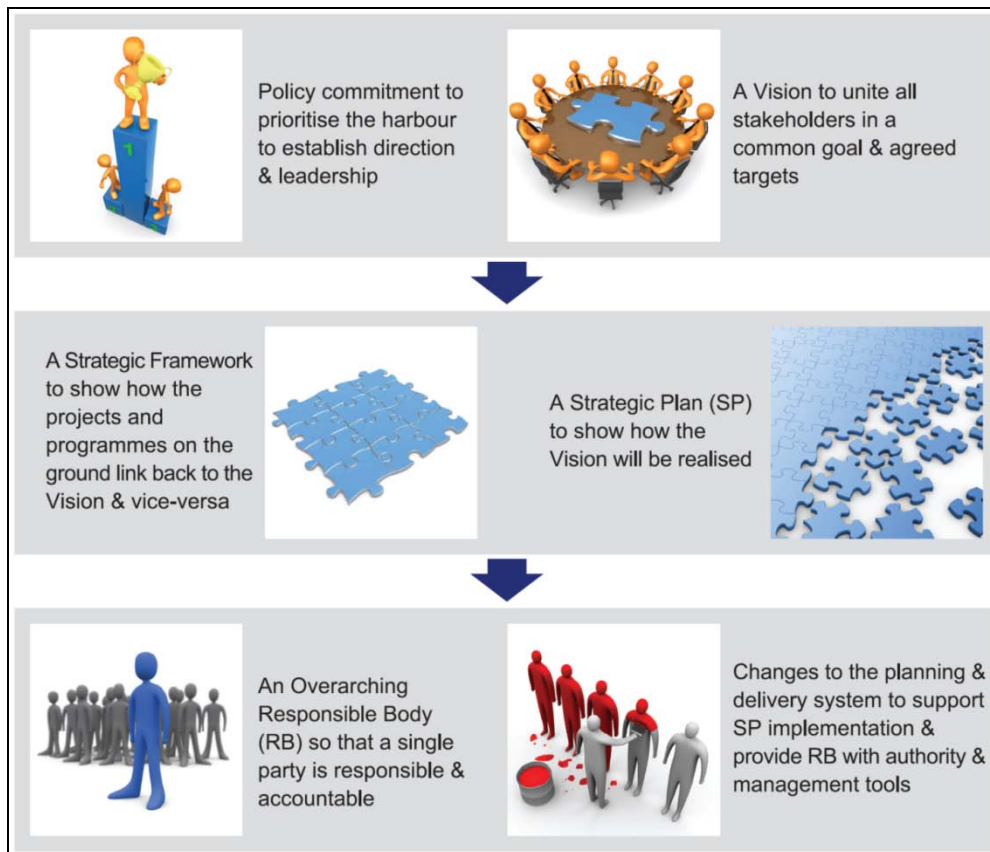 Policy commitment to
prioritise the harbour
to establish direction
& leadership
A Vision to unite all
stakeholders in a
common goal & agreed
targets
A Strategic Framework
to show how the
projects and
programmes on the
ground link back to the
Vision & vice-versa
A Strategic Plan (SP)
to show how the
Vision will be realised
An Overarching
Responsible Body
(RB) so that a single
party is responsible &
accountable
Changes to the planning &
delivery system to support
SP implementation &
provide RB with authority &
management tools
1